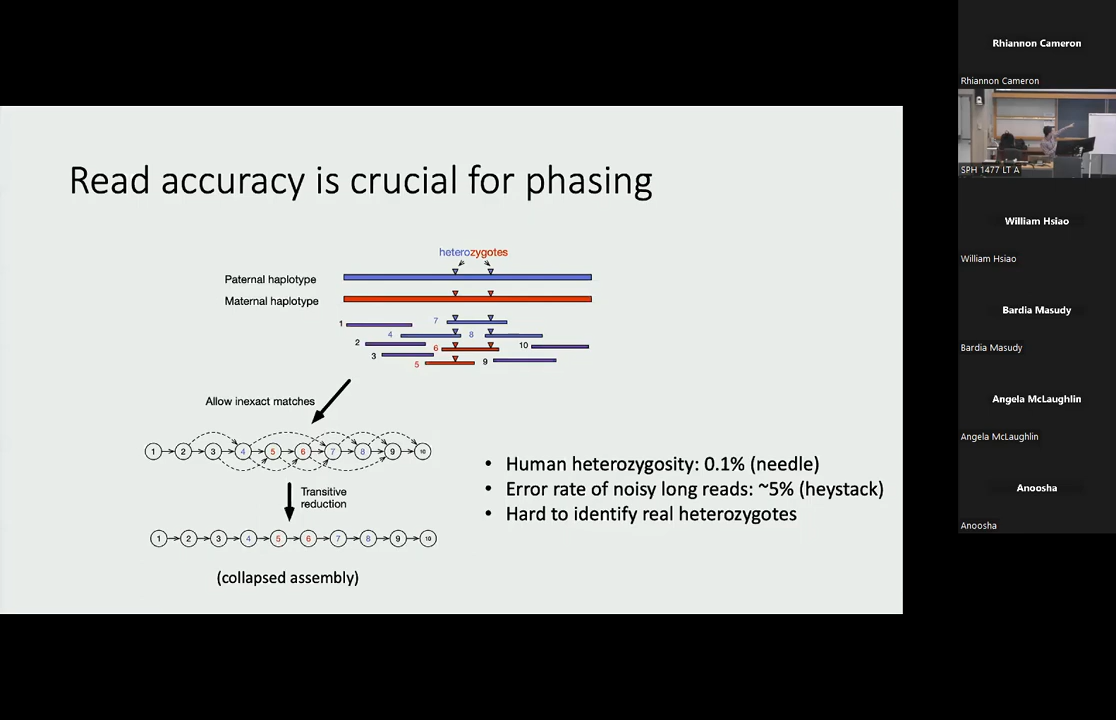 Read accuracy is crucial for phasing
heterozygotes
Paternal haplotype
Maternal haplotype
1
7
4
8
2
6
10
3
5
9
Allow inexact matches
1 2 3 4 5 6 7 8 9 10
Transitive
reduction
1 2 3 4 5 6 7 8 9 10
(collapsed assembly)
• Human heterozygosity: 0.1% (needle)
• Error rate of noisy long reads: ~5% (heystack)
• Hard to identify real heterozygotes
Rhiannon Cameron
Rhiannon Cameron
SPH 1477 LT A
William Hsiao
William Hsiao
Bardia Masudy
Bardia Masudy
Angela McLaughlin
Angela McLaughlin
Anoosha
Anoosha